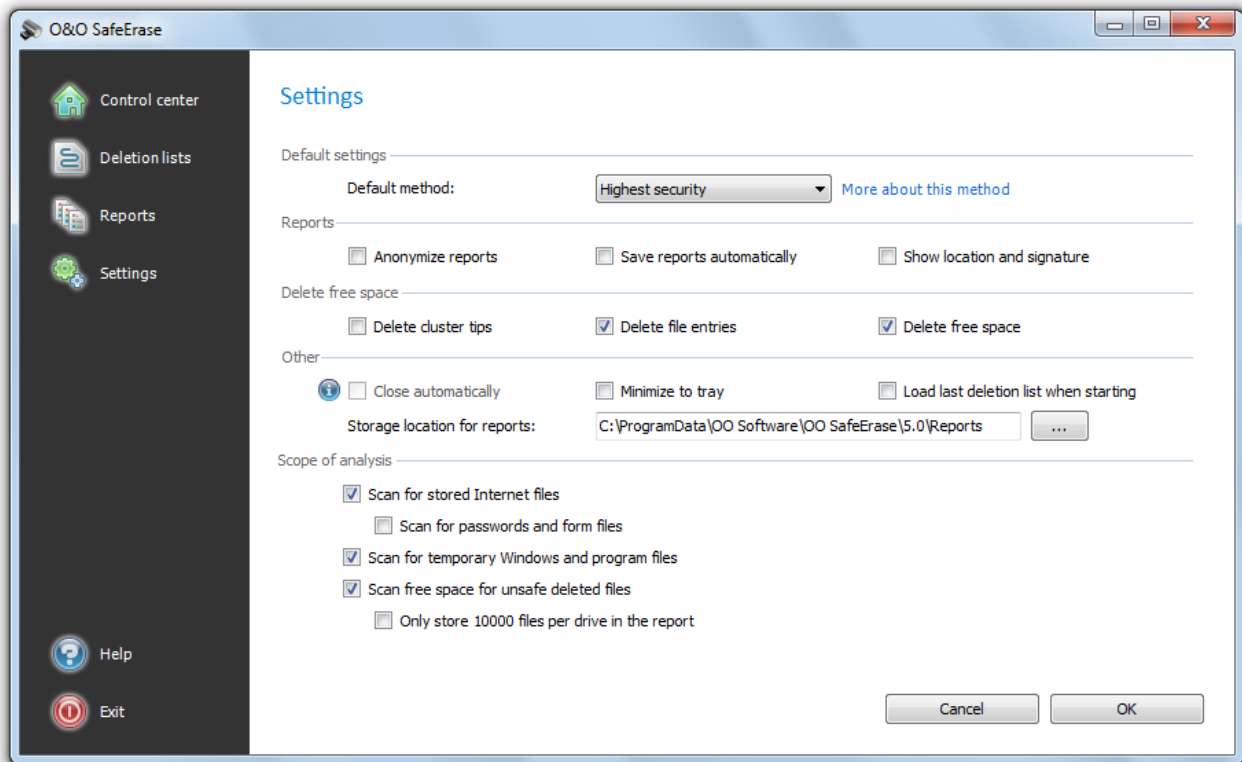 O&O SafeErase
Control center
Deletion lists
Reports
Settings
Help
Exit
Settings
Default settings
Default method: Highest security More about this method
Reports
Anonymize reports Save reports automatically Show location and signature
Delete free space
Delete cluster tips Delete file entries Delete free space
Other
Close automatically Minimize to tray Load last deletion list when starting
Storage location for reports: C:\ProgramData\OO Software\OO SafeErase\5.0\Reports ...
Scope of analysis
Scan for stored Internet files
Scan for passwords and form files
Scan for temporary Windows and program files
Scan free space for unsafe deleted files
Only store 10000 files per drive in the report
Cancel OK